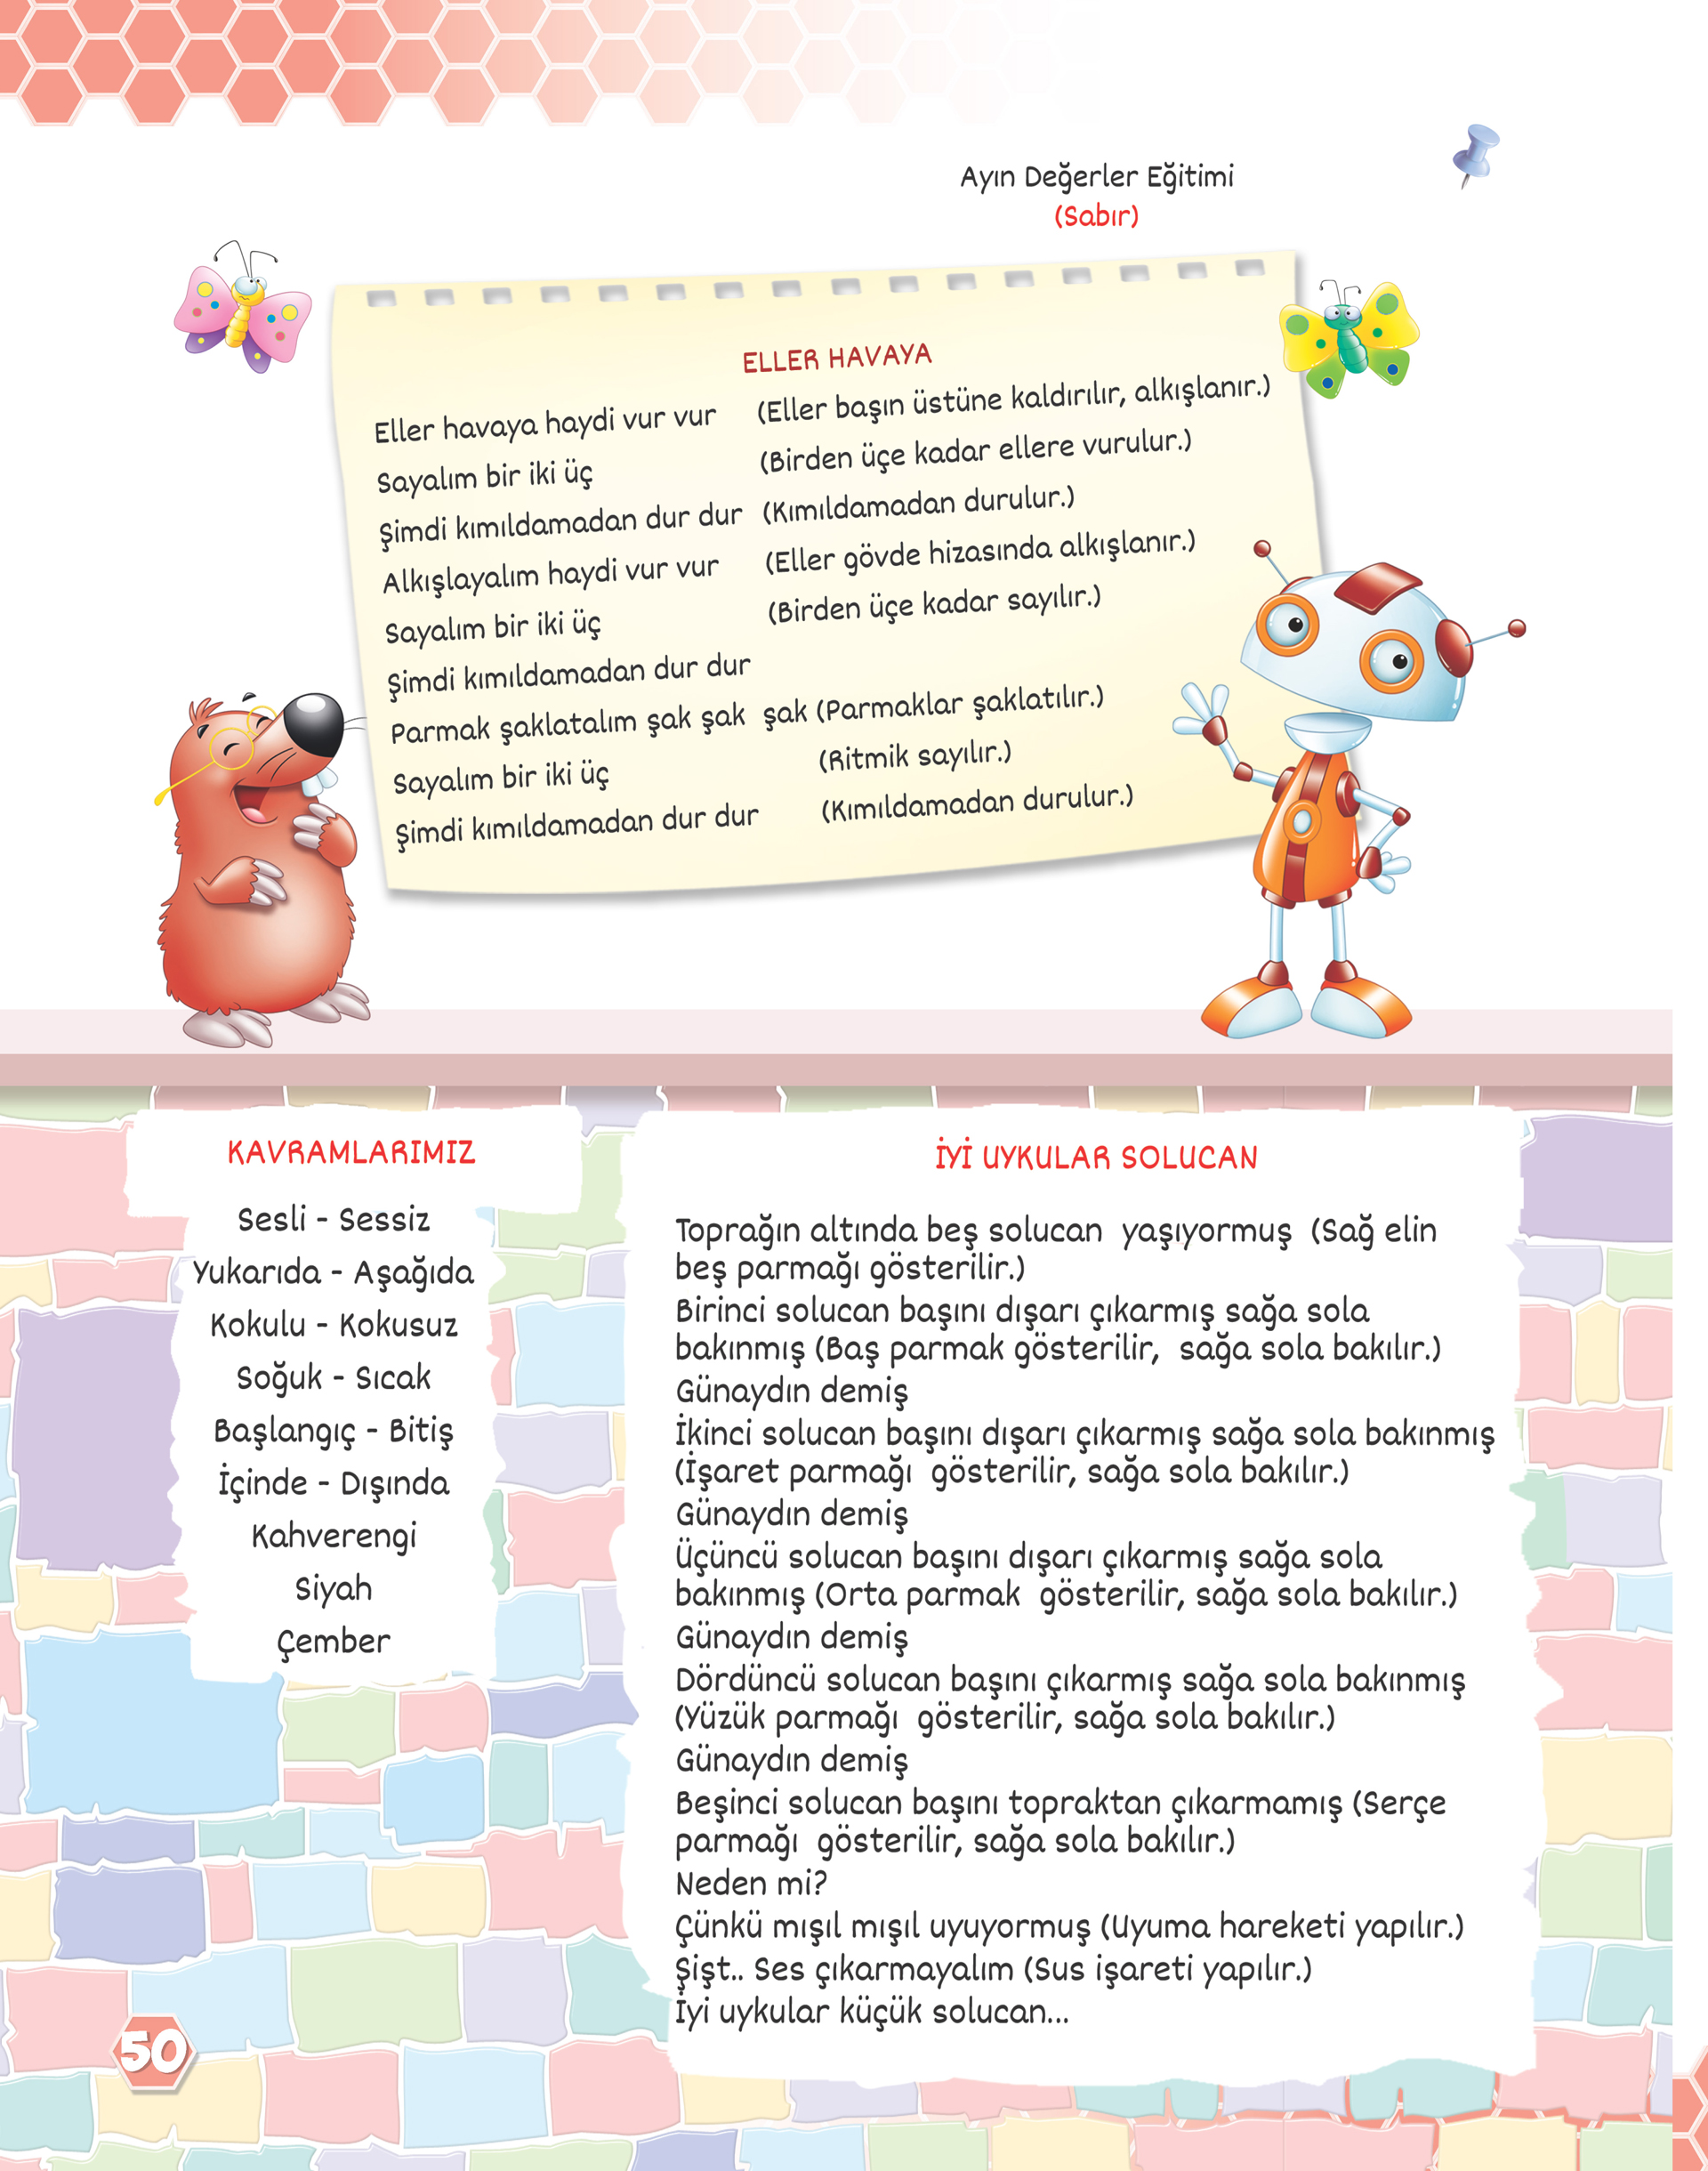 Ayın Değerler Eğitimi
(Sabır)
ELLER HAVAYA
Eller havaya haydi vur vur (Eller başın üstüne kaldırılır, alkışlanır.)
Sayalım bir iki üç (Birden üçe kadar ellere vurulur.)
Şimdi kımıldamadan dur dur (Kımıldamadan durulur.)
Alkışlayalım haydi vur vur (Eller gövde hizasında alkışlanır.)
Sayalım bir iki üç (Birden üçe kadar sayılır.)
Şimdi kımıldamadan dur dur
Parmak şaklatalım şak şak şak (Parmaklar şaklatılır.)
Sayalım bir iki üç (Ritmik sayılır.)
Şimdi kımıldamadan dur dur (Kımıldamadan durulur.)
KAVRAMLARIMIZ
Sesli - Sessiz
Yukarıda - Aşağıda
Kokulu - Kokusuz
Soğuk - Sıcak
Başlangıç - Bitiş
İçinde - Dışında
Kahverengi
Siyah
Çember
İYİ UYKULAR SOLUCAN
Toprağın altında beş solucan yaşıyormuş (Sağ elin
beş parmağı gösterilir.)
Birinci solucan başını dışarı çıkarmış sağa sola
bakınmış (Baş parmak gösterilir, sağa sola bakılır.)
Günaydın demiş
İkinci solucan başını dışarı çıkarmış sağa sola bakınmış
(İşaret parmağı gösterilir, sağa sola bakılır.)
Günaydın demiş
Üçüncü solucan başını dışarı çıkarmış sağa sola
bakınmış (Orta parmak gösterilir, sağa sola bakılır.)
Günaydın demiş
Dördüncü solucan başını çıkarmış sağa sola bakınmış
(Yüzük parmağı gösterilir, sağa sola bakılır.)
Günaydın demiş
Beşinci solucan başını topraktan çıkarmamış (Serçe
parmağı gösterilir, sağa sola bakılır.)
Neden mi?
Çünkü mışıl mışıl uyuyormuş (Uyuma hareketi yapılır.)
Şişt.. Ses çıkarmayalım (Sus işareti yapılır.)
İyi uykular küçük solucan...
50